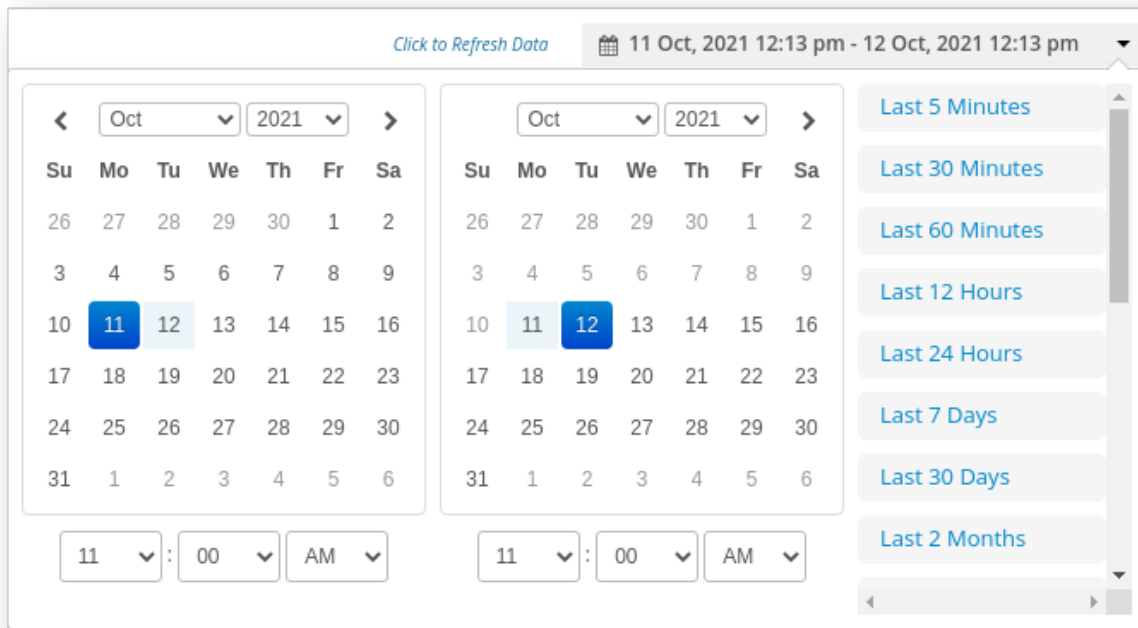 Click to Refresh Data 11 Oct, 2021 12:13 pm - 12 Oct, 2021 12:13 pm
Oct 2021
Su Mo Tu We Th Fr Sa
26 27 28 29 30 1 2
3 4 5 6 7 8 9
10 11 12 13 14 15 16
17 18 19 20 21 22 23
24 25 26 27 28 29 30
31 1 2 3 4 5 6
11 : 00 AM
Oct 2021
Su Mo Tu We Th Fr Sa
26 27 28 29 30 1 2
3 4 5 6 7 8 9
10 11 12 13 14 15 16
17 18 19 20 21 22 23
24 25 26 27 28 29 30
31 1 2 3 4 5 6
11 : 00 AM
Last 5 Minutes
Last 30 Minutes
Last 60 Minutes
Last 12 Hours
Last 24 Hours
Last 7 Days
Last 30 Days
Last 2 Months